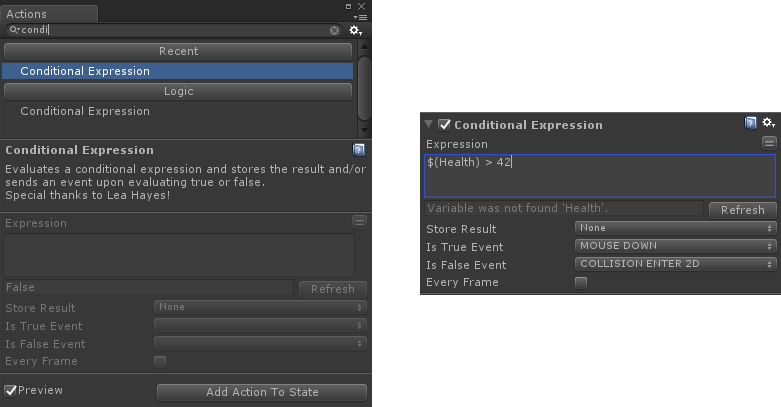 Actions
condi
Recent
Conditional Expression
Logic
Conditional Expression
Conditional Expression
Evaluates a conditional expression and stores the result and/or
sends an event upon evaluating true or false.
Special thanks to Lea Hayes!
Expression
False
Refresh
Store Result
None
Is True Event
Is False Event
Every Frame
Preview
Add Action To State
Conditional Expression
Expression
$(Health) > 42
Variable was not found 'Health'.
Refresh
Store Result
None
Is True Event
MOUSE DOWN
Is False Event
COLLISION ENTER 2D
Every Frame